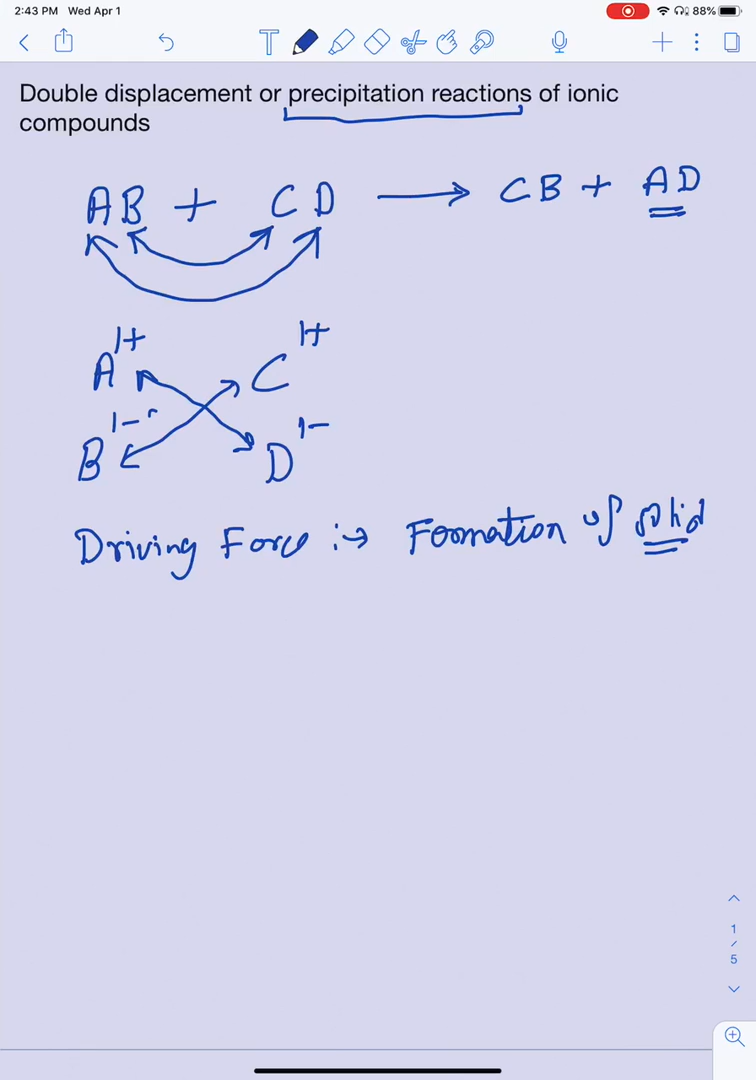 2:43 PM Wed Apr 1 88%
T
Double displacement or precipitation reactions of ionic
compounds
AB + CD → CB + AD
A¹⁺ C¹⁺
B¹⁻ D¹⁻
Driving Force :→ Formation of solid
1
/
5